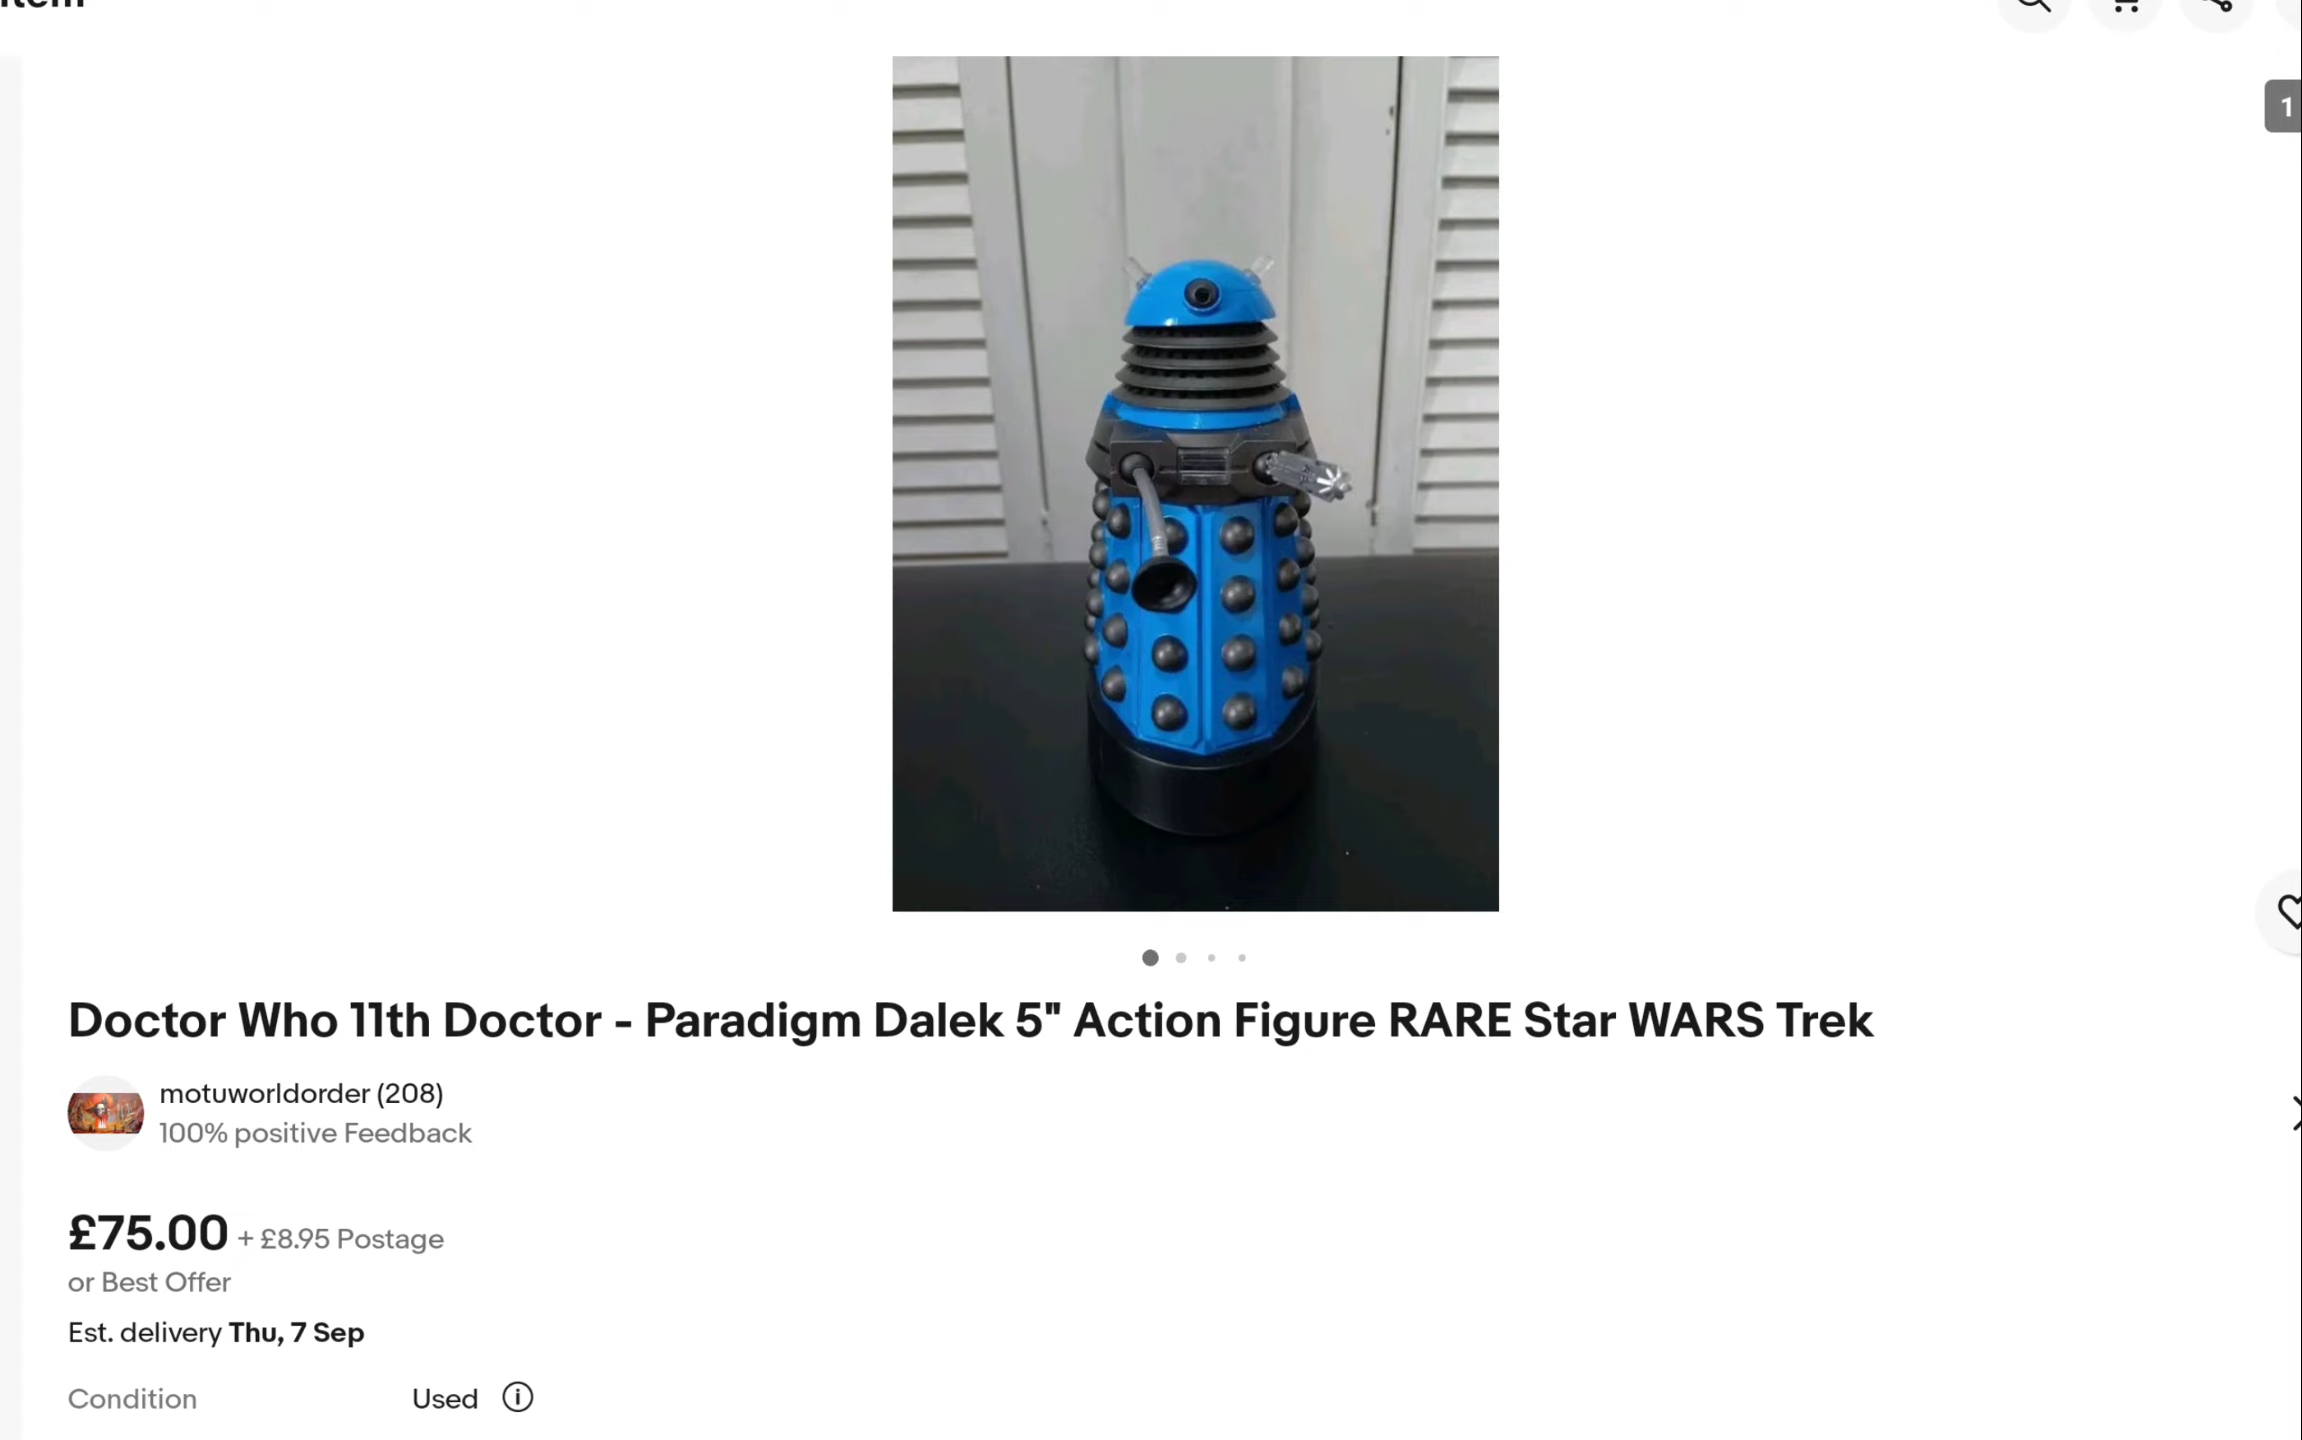 1
Doctor Who 11th Doctor - Paradigm Dalek 5" Action Figure RARE Star WARS Trek
motuworldorder (208)
100% positive Feedback
£75.00 + £8.95 Postage
or Best Offer
Est. delivery Thu, 7 Sep
Condition Used